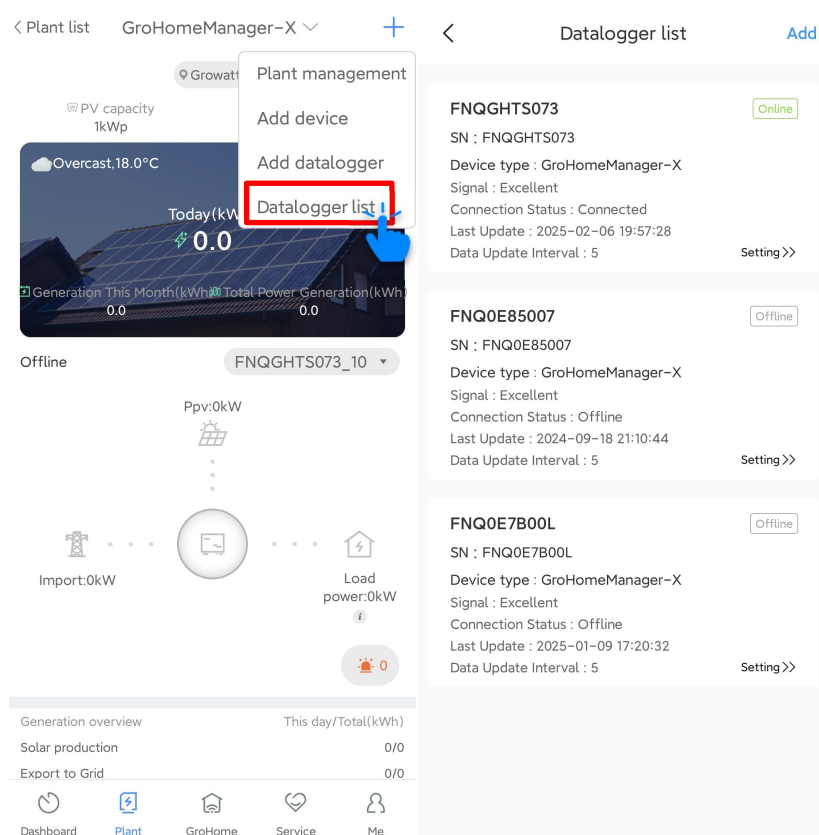 Plant list
GroHomeManager-X
Plant management
Add device
Add datalogger
Datalogger list
Growatt
PV capacity
1kWp
Overcast,18.0°C
Today(kW
0.0
Generation This Month(kWh)
Total Power Generation(kWh)
0.0
0.0
Offline
FNQGHTS073_10
Ppv:0kW
Import:0kW
Load
power:0kW
i
0
Generation overview
This day/Total(kWh)
Solar production
0/0
Export to Grid
0/0
Dashboard
Plant
GroHome
Service
Me
Datalogger list
Add
FNQGHTS073
Online
SN : FNQGHTS073
Device type : GroHomeManager-X
Signal : Excellent
Connection Status : Connected
Last Update : 2025-02-06 19:57:28
Data Update Interval : 5
Setting>>
FNQ0E85007
Offline
SN : FNQ0E85007
Device type : GroHomeManager-X
Signal : Excellent
Connection Status : Offline
Last Update : 2024-09-18 21:10:44
Data Update Interval : 5
Setting>>
FNQ0E7B00L
Offline
SN : FNQ0E7B00L
Device type : GroHomeManager-X
Signal : Excellent
Connection Status : Offline
Last Update : 2025-01-09 17:20:32
Data Update Interval : 5
Setting>>